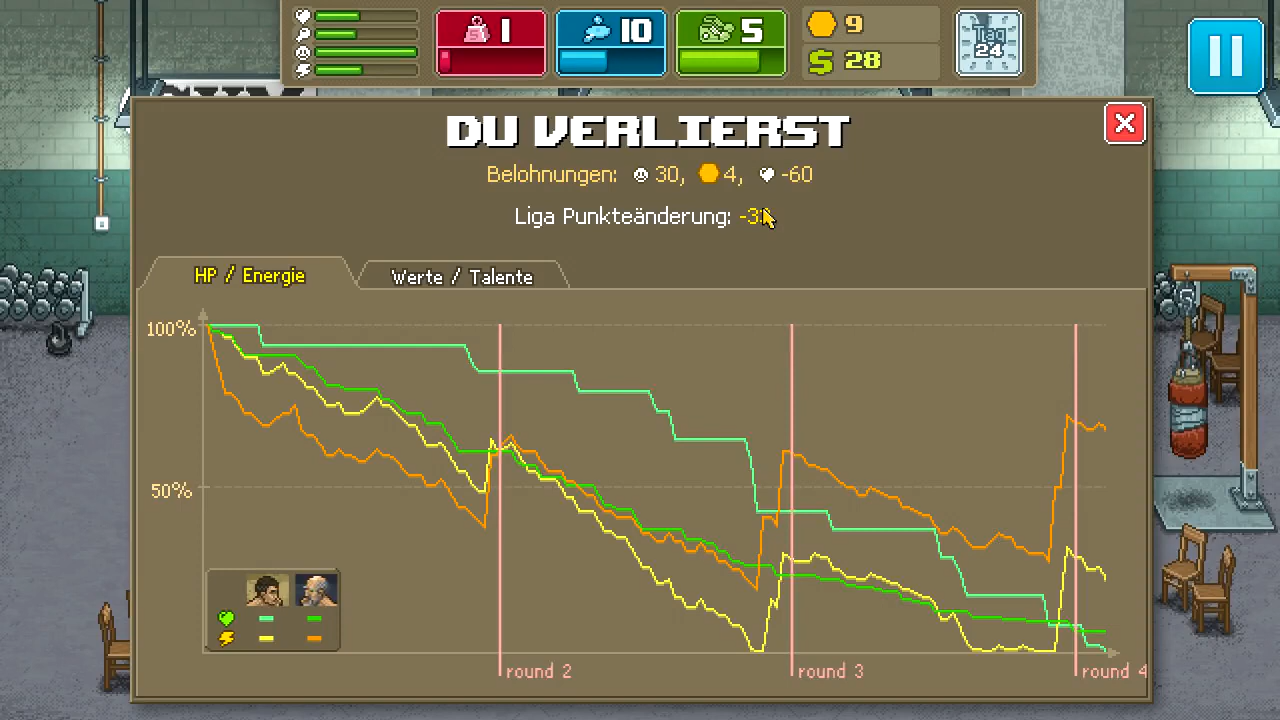 1
10
5
9
28
Tag
24
DU VERLIERST
Belohnungen: 30, 4, -60
Liga Punkteänderung:
HP / Energie
Werte / Talente
100%
50%
round 2
round 3
round 4